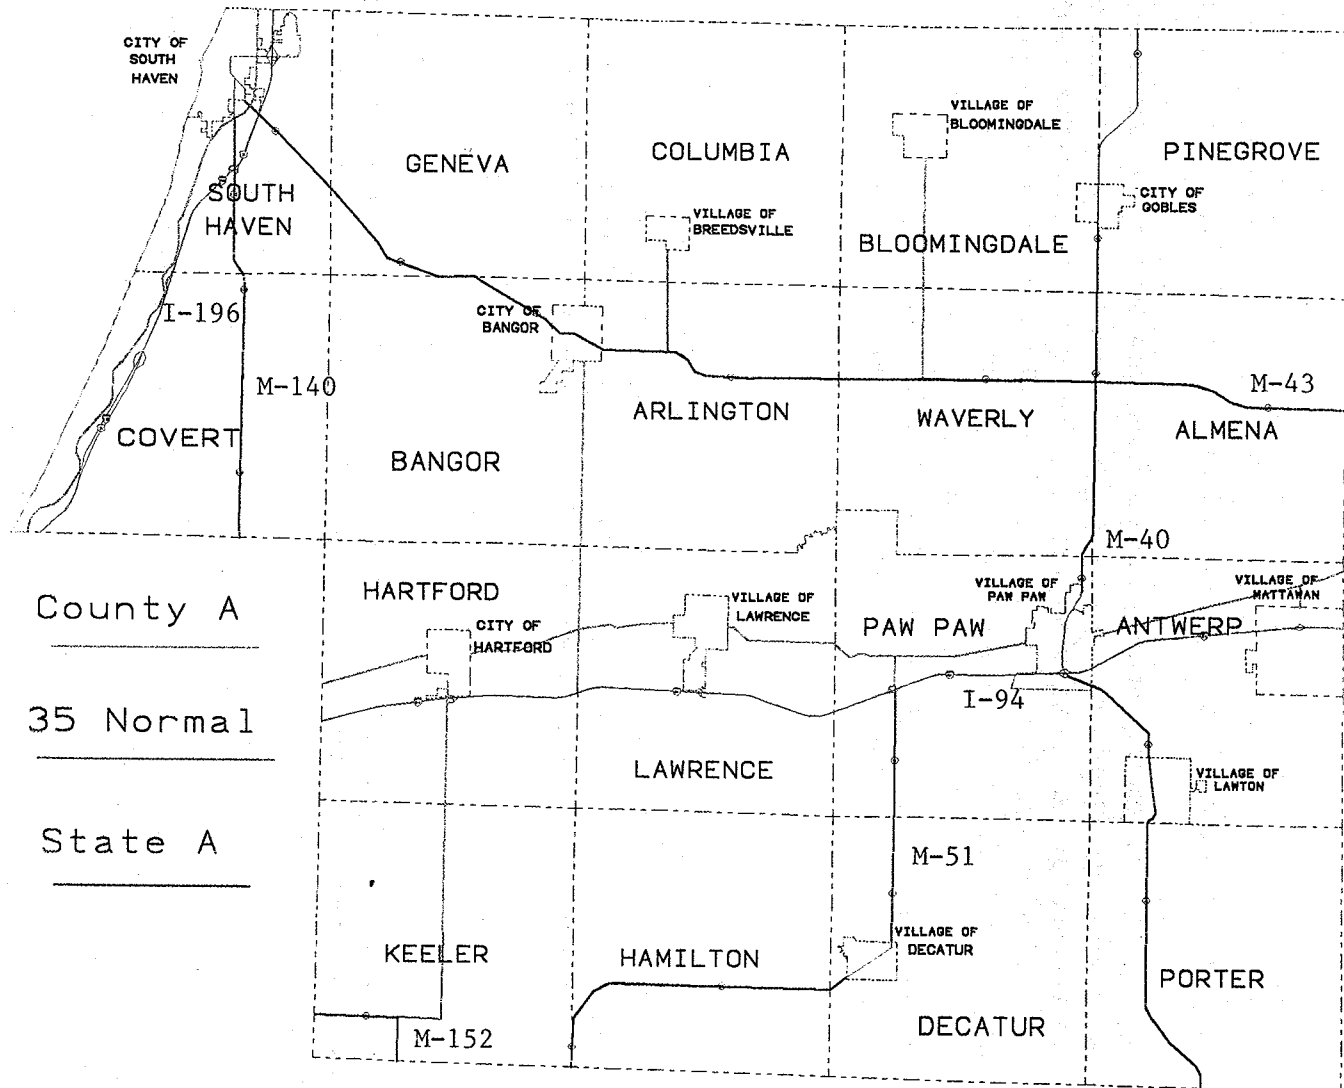 CITY OF
SOUTH
HAVEN
VILLAGE OF
BLOOMINGDALE
GENEVA
COLUMBIA
PINEGROVE
SOUTH
HAVEN
VILLAGE OF
BREEDSVILLE
CITY OF
GOBLES
BLOOMINGDALE
I-196
CITY OF
BANGOR
M-140
M-43
COVERT
BANGOR
ARLINGTON
WAVERLY
ALMENA
M-40
County A
HARTFORD
CITY OF
HARTFORD
VILLAGE OF
LAWRENCE
VILLAGE OF
PAW PAW
PAW PAW
VILLAGE OF
MATTAWAN
ANTWERP
35 Normal
I-94
LAWRENCE
VILLAGE OF
LAWTON
State A
M-51
KEELER
HAMILTON
VILLAGE OF
DECATUR
PORTER
DECATUR
M-152